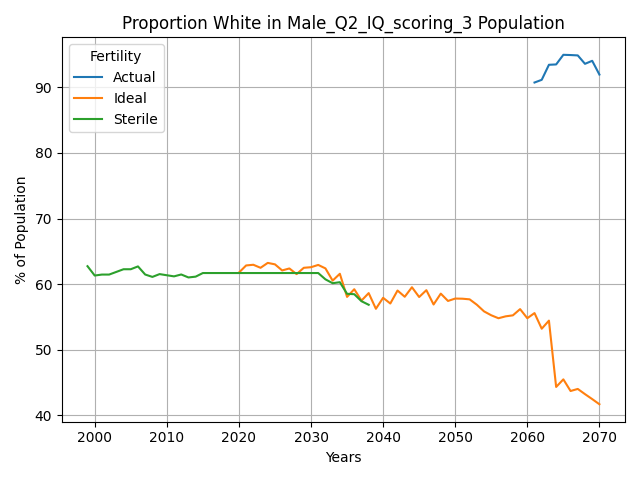 Proportion White in Male_Q2_IQ_scoring_3 Population
Fertility
Actual
Ideal
Sterile
% of Population
90
80
70
60
50
40
2000 2010 2020 2030 2040 2050 2060 2070
Years